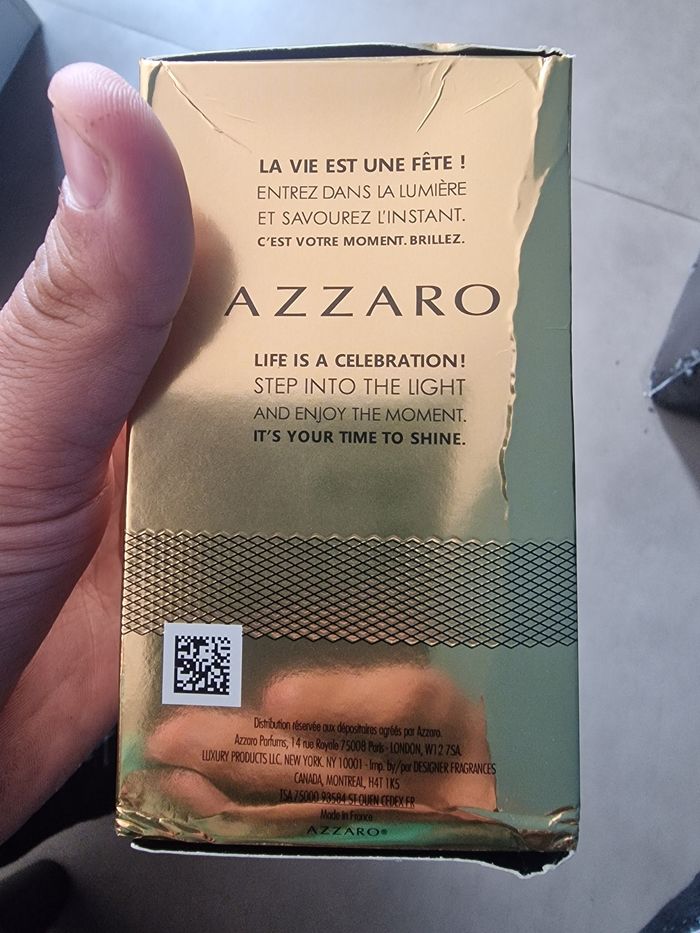 LA VIE EST UNE FÊTE !
ENTREZ DANS LA LUMIÈRE
ET SAVOUREZ L'INSTANT.
C'EST VOTRE MOMENT. BRILLEZ.
AZZARO
LIFE IS A CELEBRATION!
STEP INTO THE LIGHT
AND ENJOY THE MOMENT.
IT'S YOUR TIME TO SHINE.
Distribution réservée aux dépositaires agréés par Azzaro.
Azzaro Parfums, 14 rue Royale 75008 Paris - LONDON, W12 7SA.
LUXURY PRODUCTS LLC. NEW YORK. NY 10001 - Imp. by/par DESIGNER FRAGRANCES
CANADA, MONTREAL, H4T 1K5
TSA 75000 93584 ST OUEN CEDEX FR
Made in France
AZZARO®